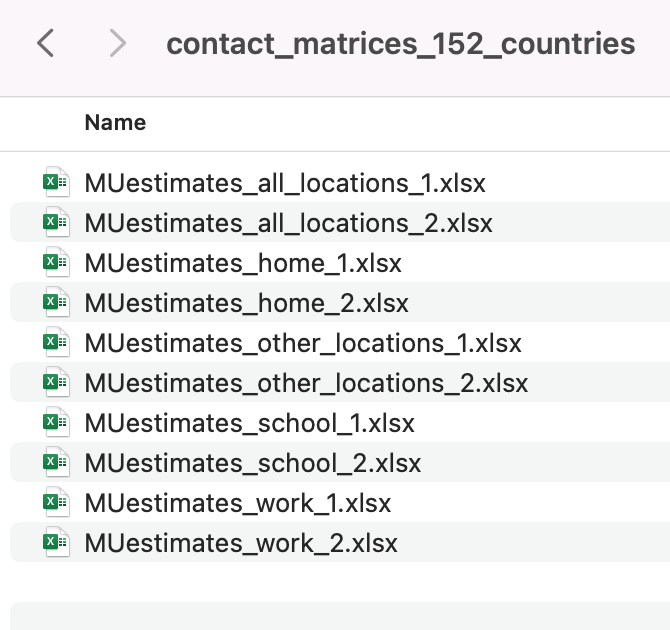 contact_matrices_152_countries
Name
MUestimates_all_locations_1.xlsx
MUestimates_all_locations_2.xlsx
MUestimates_home_1.xlsx
MUestimates_home_2.xlsx
MUestimates_other_locations_1.xlsx
MUestimates_other_locations_2.xlsx
MUestimates_school_1.xlsx
MUestimates_school_2.xlsx
MUestimates_work_1.xlsx
MUestimates_work_2.xlsx